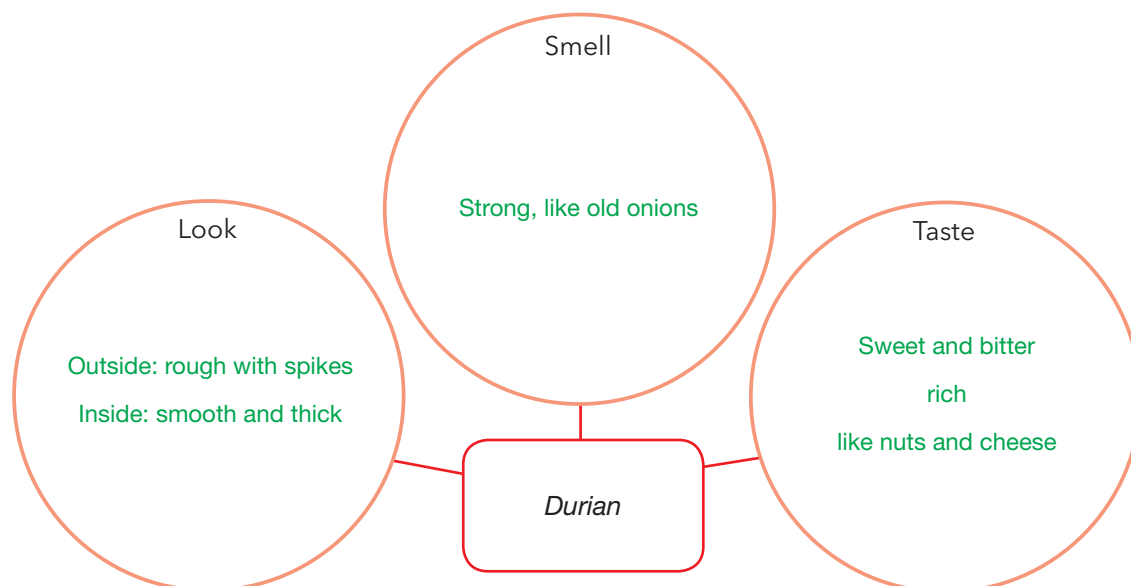 Smell
Strong, like old onions
Look
Outside: rough with spikes
Inside: smooth and thick
Taste
Sweet and bitter
rich
like nuts and cheese
Durian